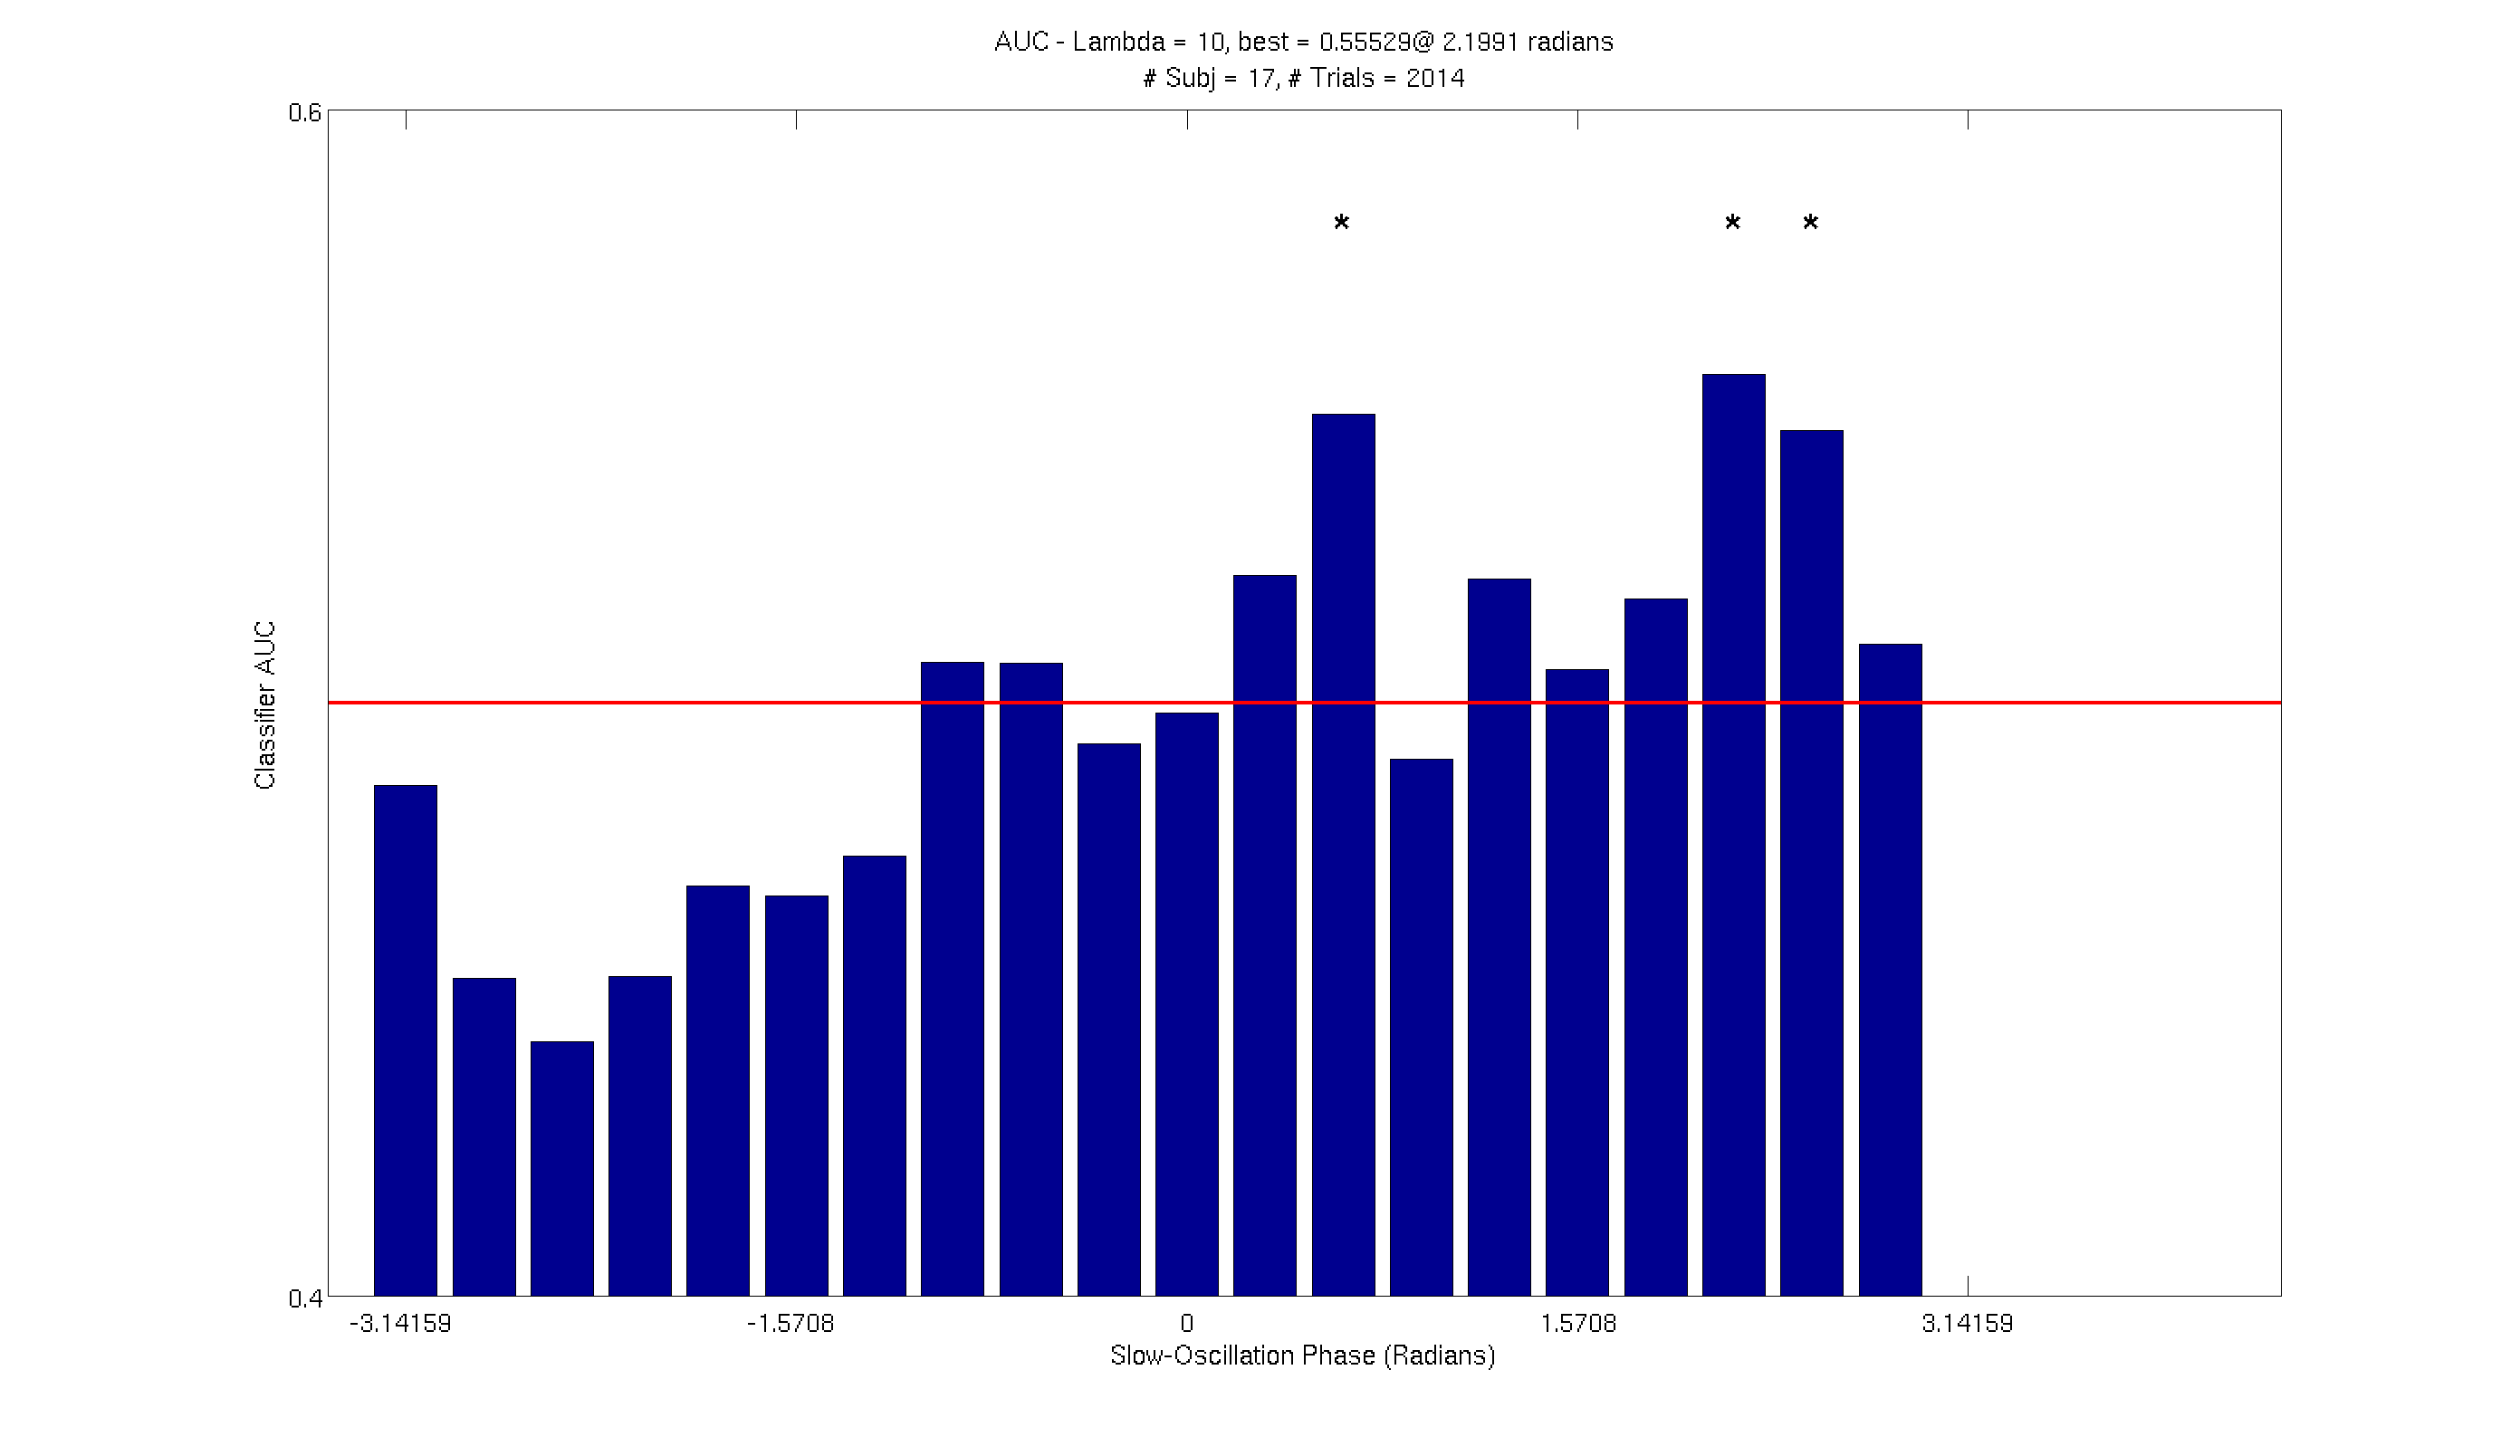 AUC - Lambda = 10, best = 0.55529@ 2.1991 radians
# Subj = 17, # Trials = 2014
0.6
* * *
Classifier AUC
0.4
-3.14159 -1.5708 0 1.5708 3.14159
Slow-Oscillation Phase (Radians)